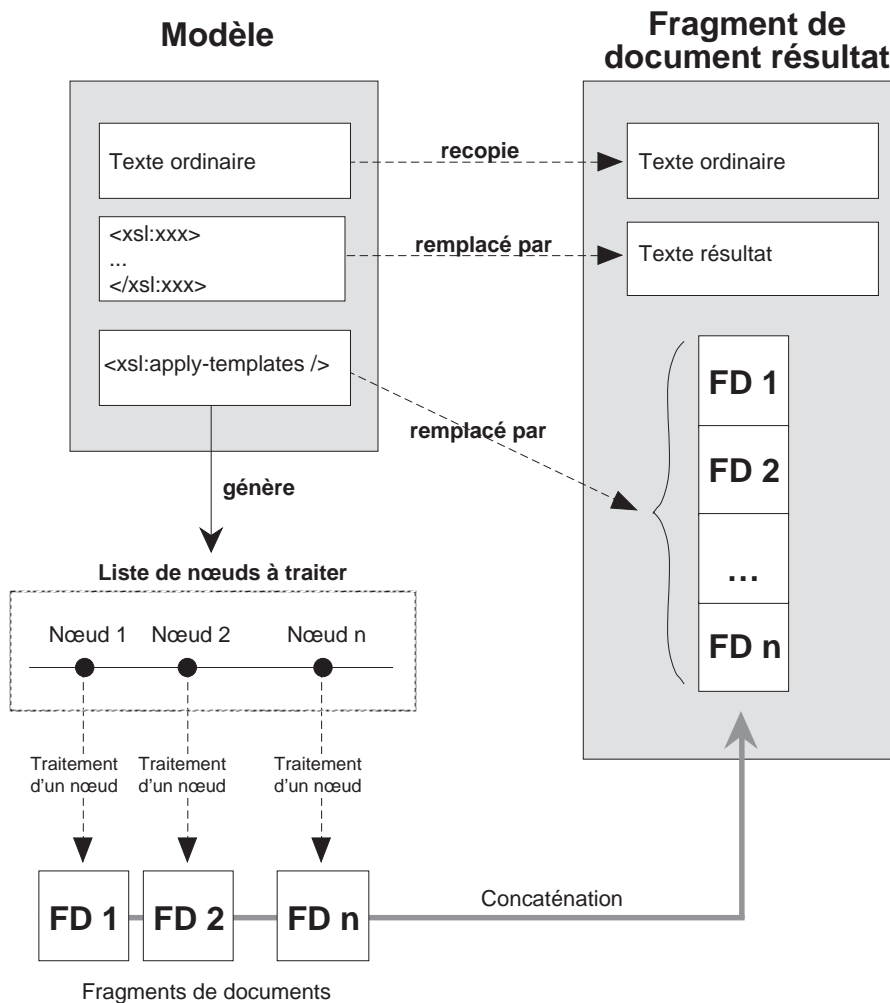 Modèle
Fragment de
document résultat
Texte ordinaire
recopie
Texte ordinaire
<xsl:xxx>
...
</xsl:xxx>
remplacé par
Texte résultat
<xsl:apply-templates />
remplacé par
FD 1
FD 2
...
FD n
génère
Liste de nœuds à traiter
Nœud 1
Nœud 2
Nœud n
Traitement
d'un nœud
Traitement
d'un nœud
Traitement
d'un nœud
FD 1
FD 2
FD n
Concaténation
Fragments de documents